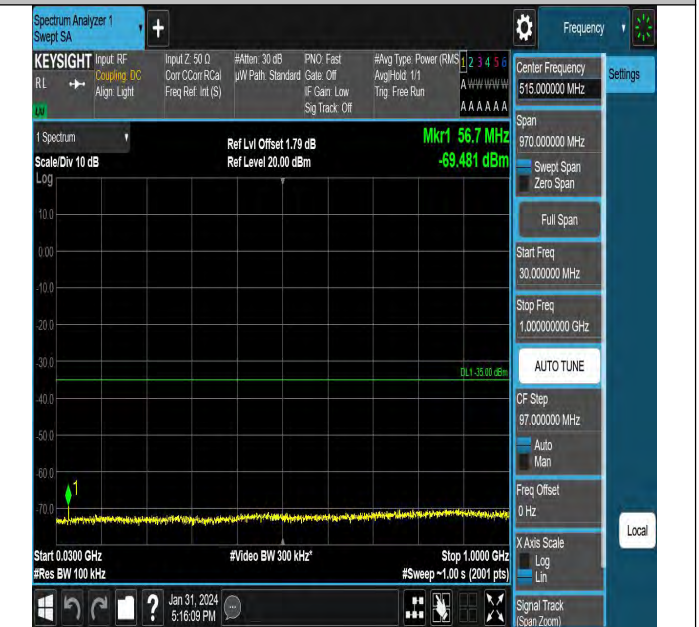 Spectrum Analyzer 1
Swept SA
+
Frequency
KEYSIGHT
RL
Input: RF
Coupling: DC
Align: Light
Input Z: 50 Ω
Corr CCorr RCal
Freq Ref: Int (S)
#Atten: 30 dB
µW Path: Standard
PNO: Fast
Gate: Off
IF Gain: Low
Sig Track: Off
#Avg Type: Power (RMS
Avg|Hold: 1/1
Trig: Free Run
1 2 3 4 5 6
A W W W W W
A A A A A A
1 Spectrum
Scale/Div 10 dB
Log
Ref Lvl Offset 1.79 dB
Ref Level 20.00 dBm
Mkr1 56.7 MHz
-69.481 dBm
10.0
0.00
-10.0
-20.0
-30.0
DL1 -35.00 dBm
-40.0
-50.0
-60.0
1
-70.0
Start 0.0300 GHz
#Res BW 100 kHz
#Video BW 300 kHz*
Stop 1.0000 GHz
#Sweep ~1.00 s (2001 pts)
Center Frequency
515.000000 MHz
Settings
Span
970.000000 MHz
Swept Span
Zero Span
Full Span
Start Freq
30.000000 MHz
Stop Freq
1.000000000 GHz
AUTO TUNE
CF Step
97.000000 MHz
Auto
Man
Freq Offset
0 Hz
X Axis Scale
Log
Lin
Local
Signal Track
(Span Zoom)
?
Jan 31, 2024
5:16:09 PM